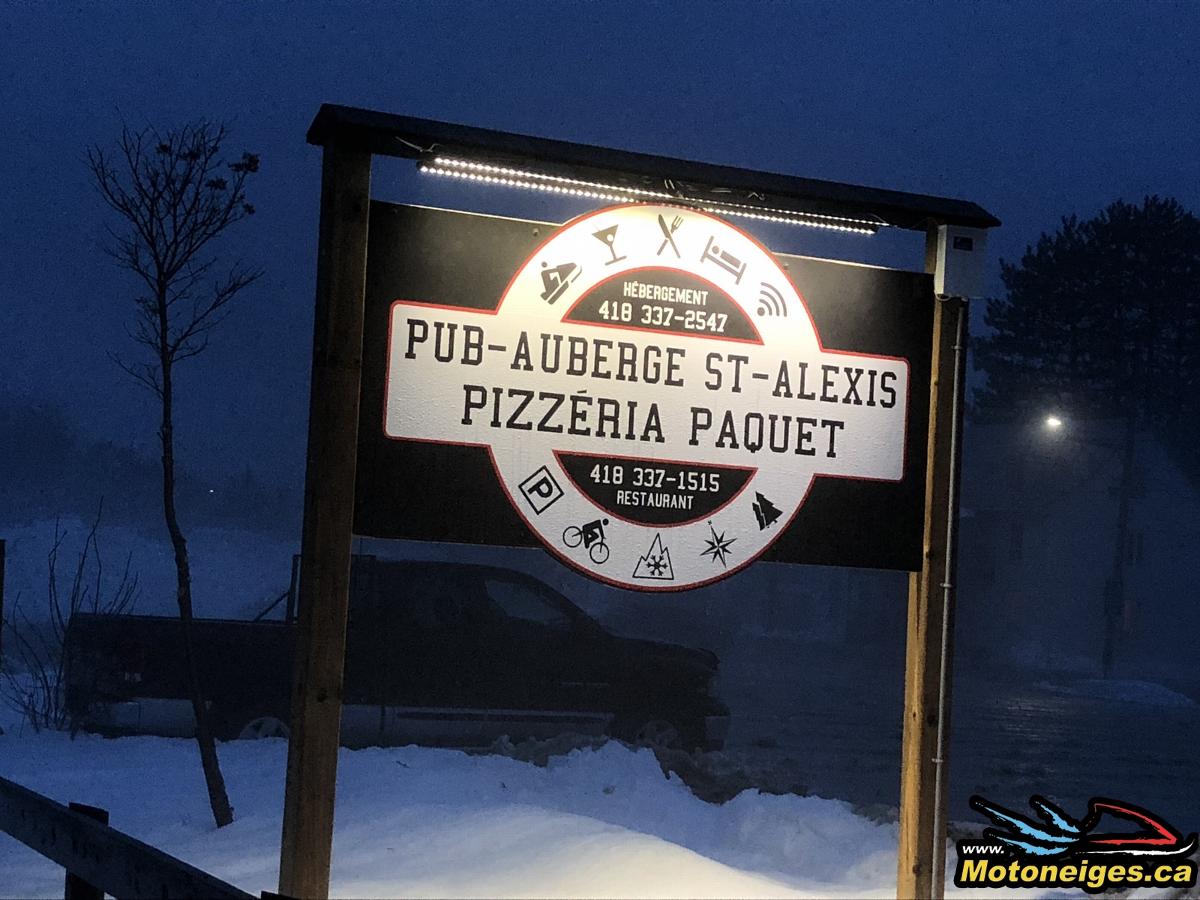 HÉBERGEMENT
418 337-2547
PUB-AUBERGE ST-ALEXIS
PIZZÉRIA PAQUET
418 337-1515
RESTAURANT
P
www.
Motoneiges.ca